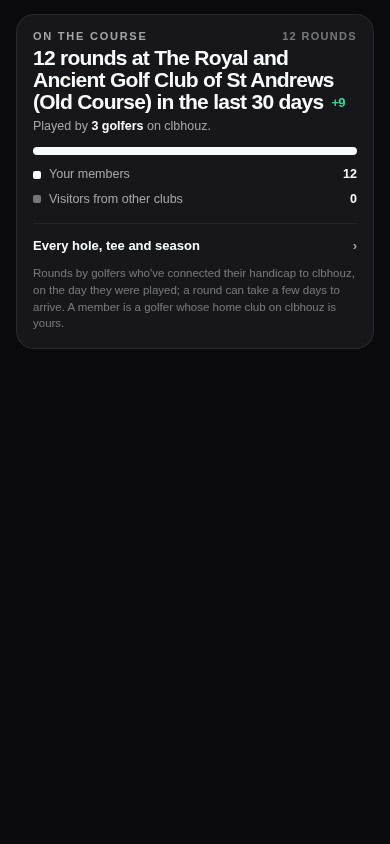 ON THE COURSE
12 ROUNDS
12 rounds at The Royal and
Ancient Golf Club of St Andrews
(Old Course) in the last 30 days +9
Played by 3 golfers on clbhouz.
Your members 12
Visitors from other clubs 0
Every hole, tee and season ›
Rounds by golfers who've connected their handicap to clbhouz,
on the day they were played; a round can take a few days to
arrive. A member is a golfer whose home club on clbhouz is
yours.